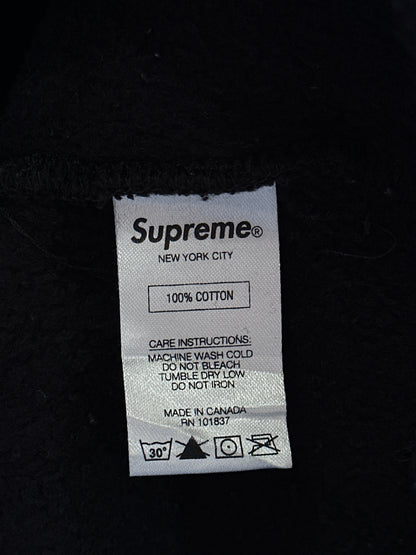 Supreme®
NEW YORK CITY
100% COTTON
CARE INSTRUCTIONS:
MACHINE WASH COLD
DO NOT BLEACH
TUMBLE DRY LOW
DO NOT IRON
MADE IN CANADA
RN 101837
30°